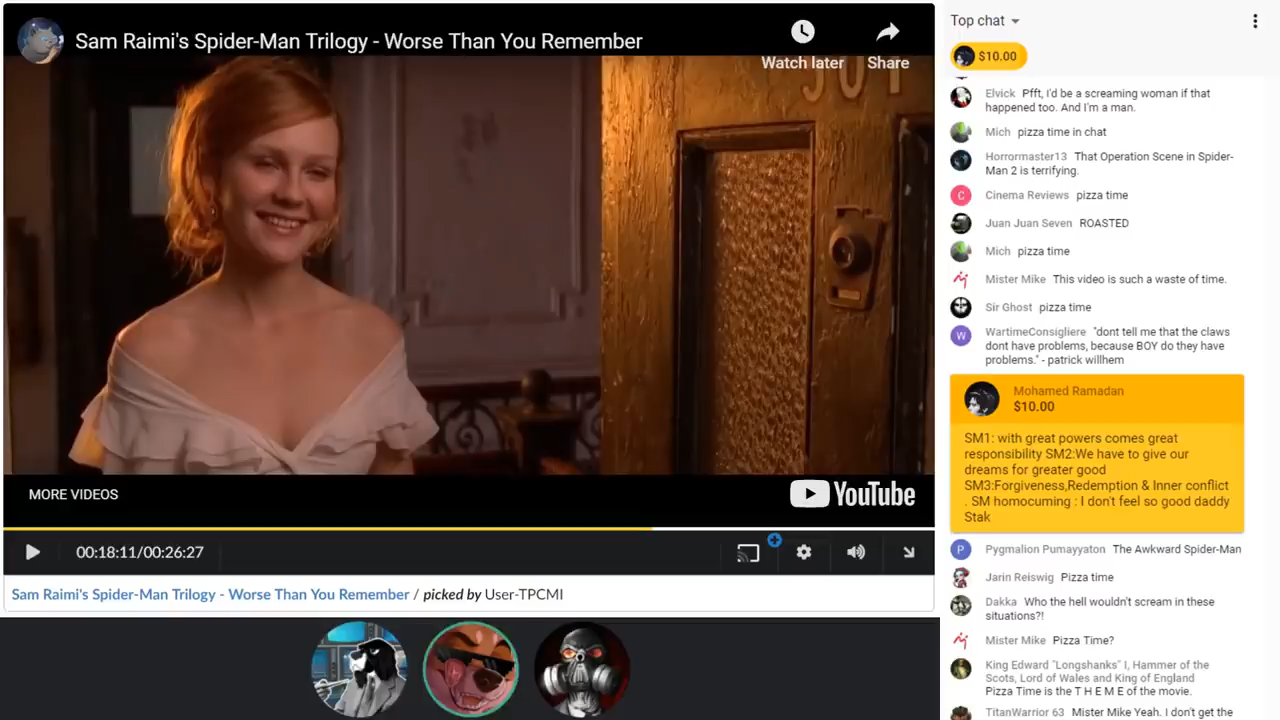 Sam Raimi's Spider-Man Trilogy - Worse Than You Remember
Watch later
Share
MORE VIDEOS
YouTube
00:18:11/00:26:27
Sam Raimi's Spider-Man Trilogy - Worse Than You Remember / picked by User-TPCMI
Top chat
$10.00
Elvick Pfft, I'd be a screaming woman if that
happened too. And I'm a man.
Mich pizza time in chat
Horrormaster13 That Operation Scene in Spider-
Man 2 is terrifying.
C
Cinema Reviews pizza time
Juan Juan Seven ROASTED
Mich pizza time
Mister Mike This video is such a waste of time.
Sir Ghost pizza time
W
WartimeConsigliere "dont tell me that the claws
dont have problems, because BOY do they have
problems." - patrick willhem
Mohamed Ramadan
$10.00
SM1: with great powers comes great
responsibility SM2:We have to give our
dreams for greater good
SM3:Forgiveness,Redemption & Inner conflict
. SM homocuming : I don't feel so good daddy
Stak
P
Pygmalion Pumayyaton The Awkward Spider-Man
Jarin Reiswig Pizza time
Dakka Who the hell wouldn't scream in these
situations?!
Mister Mike Pizza Time?
King Edward "Longshanks" I, Hammer of the
Scots, Lord of Wales and King of England
Pizza Time is the T H E M E of the movie.
TitanWarrior 63 Mister Mike Yeah. I don't get the